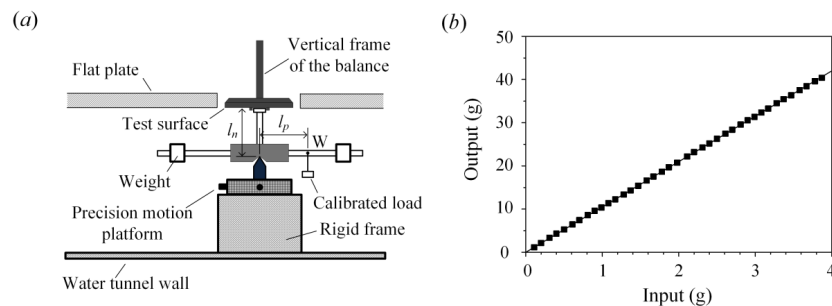 (a)
Vertical frame
of the balance
Flat plate
Test surface
l_n
l_p
W
Weight
Calibrated load
Precision motion
platform
Rigid frame
Water tunnel wall
(b)
50
40
30
20
10
0
Output (g)
0 1 2 3 4
Input (g)